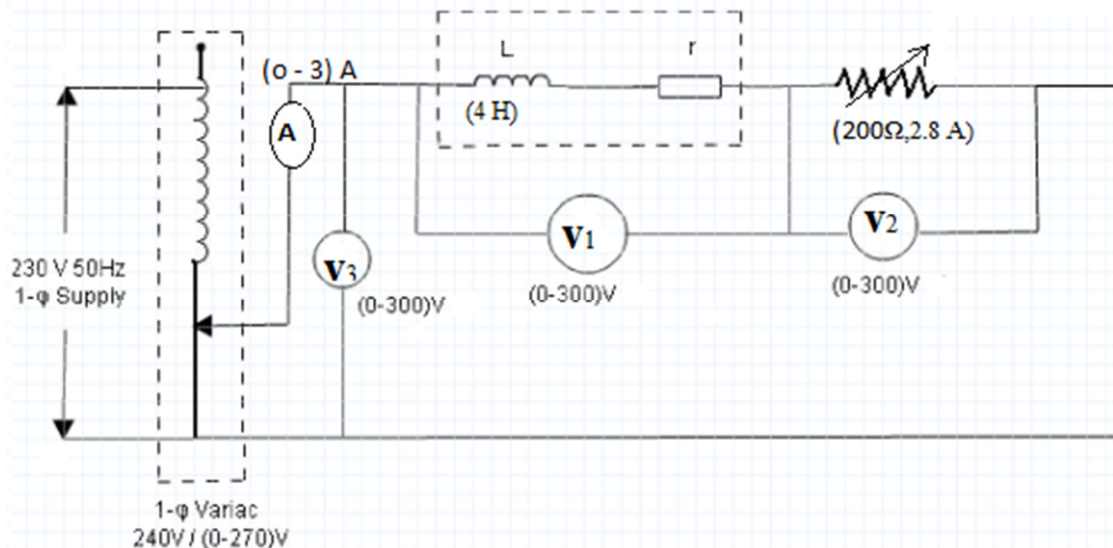 L
r
(o - 3) A
(4 H)
A
(200Ω,2.8 A)
V1
V2
V3
230 V 50Hz
1-φ Supply
(0-300)V
(0-300)V
(0-300)V
1-φ Variac
240V / (0-270)V